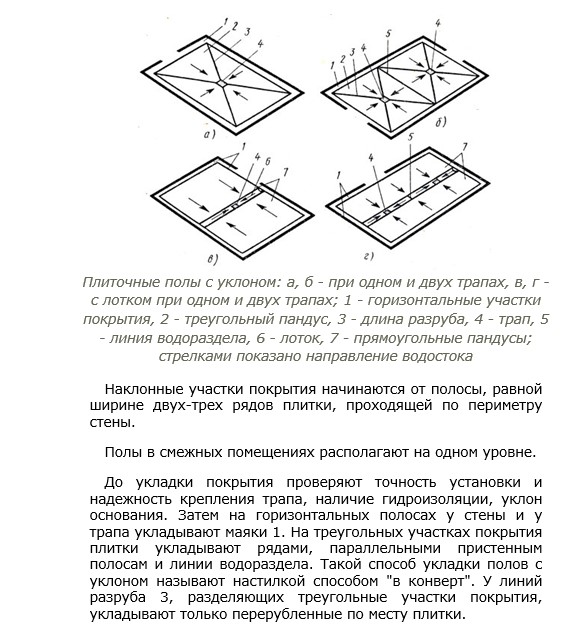 1 2 3 4
а)
1 2 3 4 5 4
б)
1 4 6 7
в)
1 4 5 7
г)
Плиточные полы с уклоном: а, б - при одном и двух трапах, в, г -
с лотком при одном и двух трапах; 1 - горизонтальные участки
покрытия, 2 - треугольный пандус, 3 - длина разруба, 4 - трап, 5
- линия водораздела, 6 - лоток, 7 - прямоугольные пандусы;
стрелками показано направление водостока
Наклонные участки покрытия начинаются от полосы, равной
ширине двух-трех рядов плитки, проходящей по периметру
стены.
Полы в смежных помещениях располагают на одном уровне.
До укладки покрытия проверяют точность установки и
надежность крепления трапа, наличие гидроизоляции, уклон
основания. Затем на горизонтальных полосах у стены и у
трапа укладывают маяки 1. На треугольных участках покрытия
плитки укладывают рядами, параллельными пристенным
полосам и линии водораздела. Такой способ укладки полов с
уклоном называют настилкой способом "в конверт". У линий
разруба 3, разделяющих треугольные участки покрытия,
укладывают только перерубленные по месту плитки.